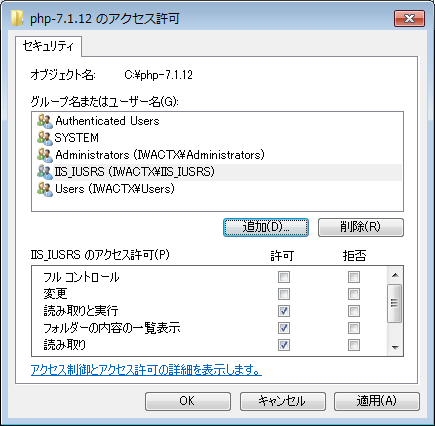 php-7.1.12 のアクセス許可
セキュリティ
オブジェクト名: C:¥php-7.1.12
グループ名またはユーザー名(G):
Authenticated Users
SYSTEM
Administrators (IWACTX¥Administrators)
IIS_IUSRS (IWACTX¥IIS_IUSRS)
Users (IWACTX¥Users)
追加(D)... 削除(R)
IIS_IUSRS のアクセス許可(P) 許可 拒否
フル コントロール
変更
読み取りと実行
フォルダーの内容の一覧表示
読み取り
アクセス制御とアクセス許可の詳細を表示します。
OK キャンセル 適用(A)